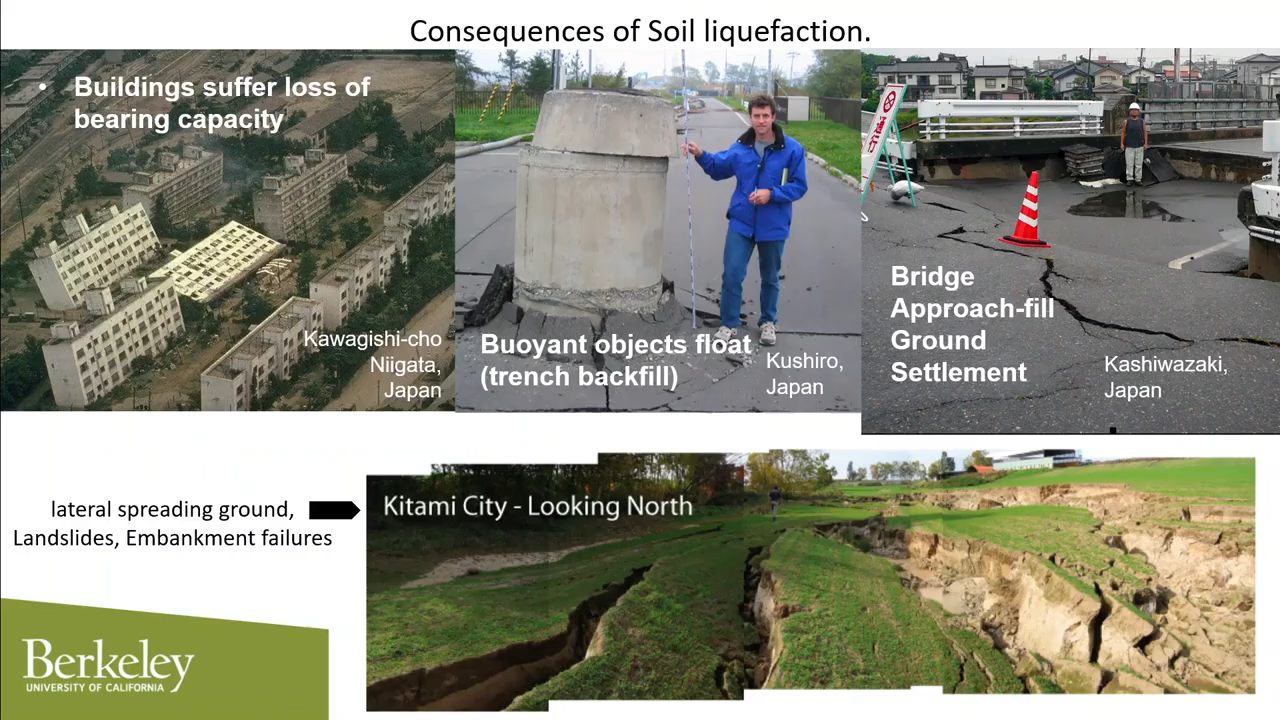 Consequences of Soil liquefaction.
• Buildings suffer loss of
bearing capacity
Kawagishi-cho
Niigata,
Japan
Buoyant objects float
(trench backfill)
Kushiro,
Japan
Bridge
Approach-fill
Ground
Settlement
Kashiwazaki,
Japan
lateral spreading ground,
Landslides, Embankment failures
Kitami City - Looking North
Berkeley
UNIVERSITY OF CALIFORNIA